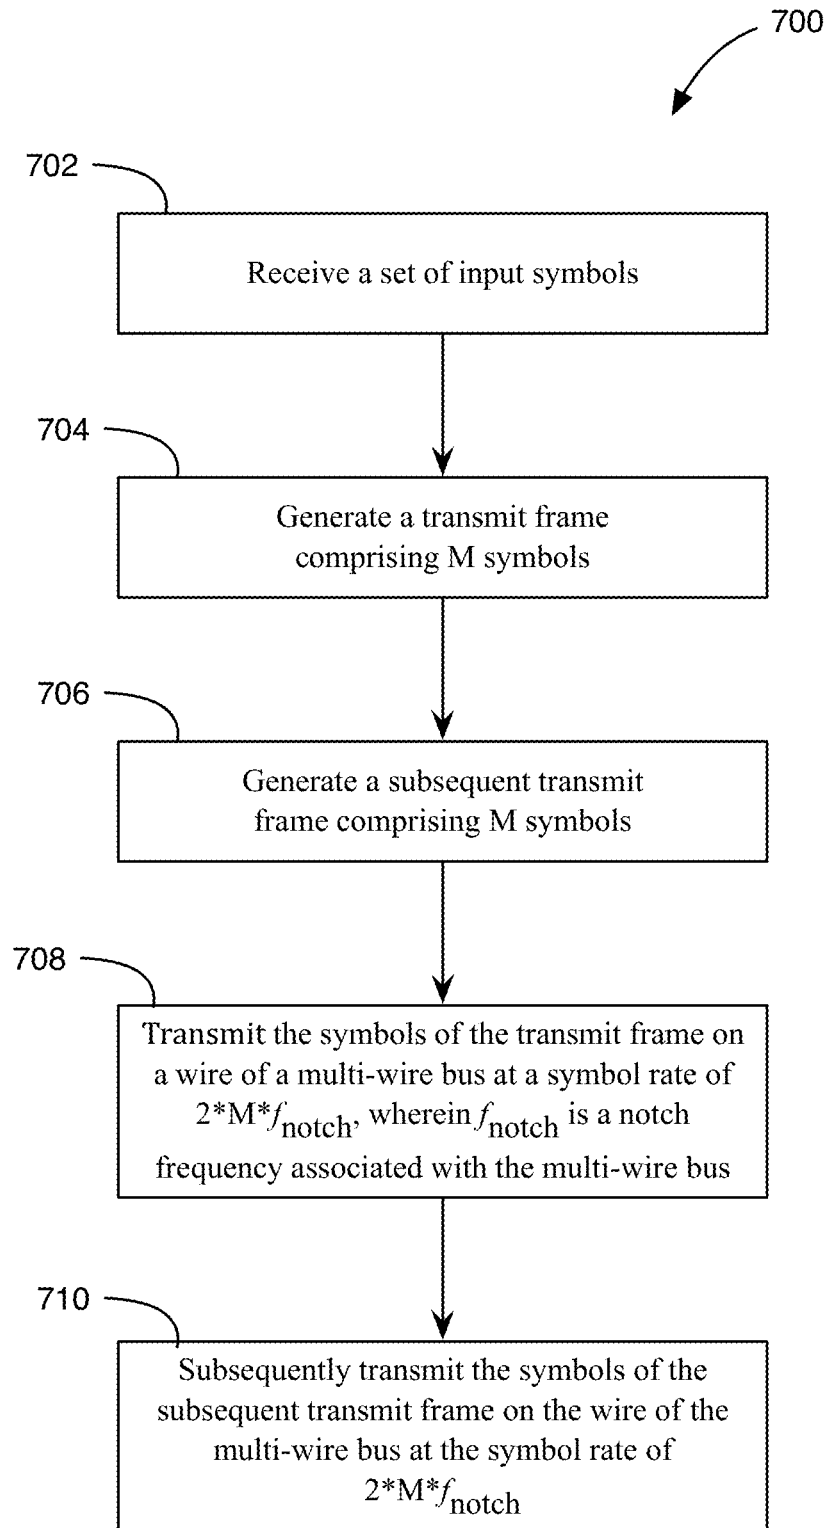 700
702
Receive a set of input symbols
704
Generate a transmit frame
comprising M symbols
706
Generate a subsequent transmit
frame comprising M symbols
708
Transmit the symbols of the transmit frame on
a wire of a multi-wire bus at a symbol rate of
2*M*fnotch, wherein fnotch is a notch
frequency associated with the multi-wire bus
710
Subsequently transmit the symbols of the
subsequent transmit frame on the wire of the
multi-wire bus at the symbol rate of
2*M*fnotch